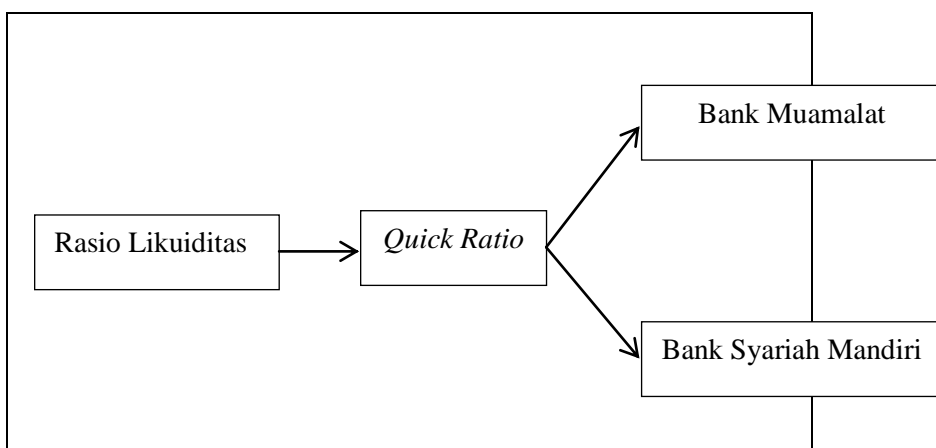 Bank Muamalat
Rasio Likuiditas
Quick Ratio
Bank Syariah Mandiri